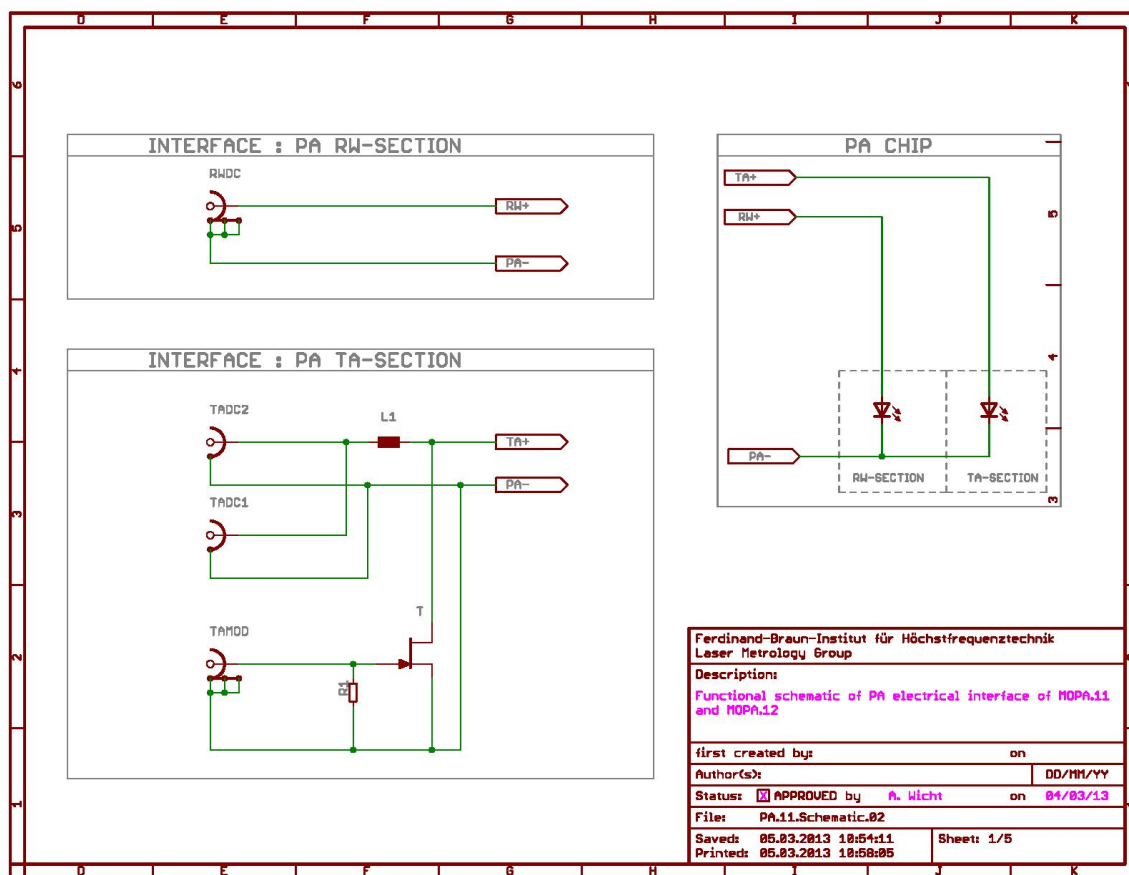 D E F G H I J K
6
INTERFACE : PA RW-SECTION
RWDC
RW+
PA-
5
PA CHIP
TA+
RW+
5
4
PA-
RW-SECTION TA-SECTION
3
INTERFACE : PA TA-SECTION
4
TADC2
L1
TA+
PA-
TADC1
3
T
TAMOD
R1
2
1
Ferdinand-Braun-Institut für Höchstfrequenztechnik
Laser Metrology Group
Description:
Functional schematic of PA electrical interface of MOPA.11
and MOPA.12
first created by: on
Author(s): DD/MM/YY
Status: X APPROVED by A. Wicht on 04/03/13
File: PA.11.Schematic.02
Saved: 05.03.2013 10:54:11 Sheet: 1/5
Printed: 05.03.2013 10:58:05
D E F G H I J K